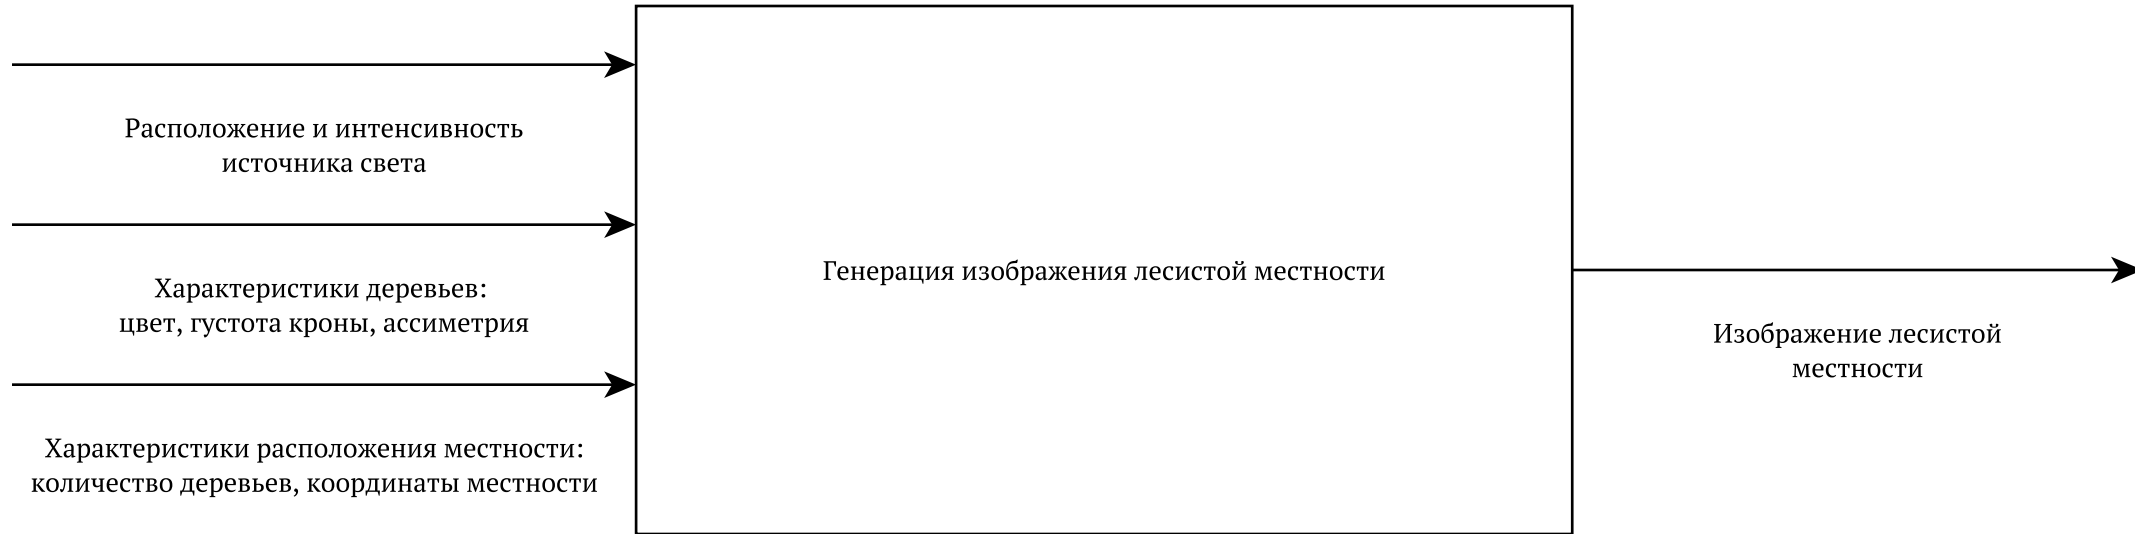 Расположение и интенсивность
источника света
Характеристики деревьев:
цвет, густота кроны, ассиметрия
Характеристики расположения местности:
количество деревьев, координаты местности
Генерация изображения лесистой местности
Изображение лесистой
местности